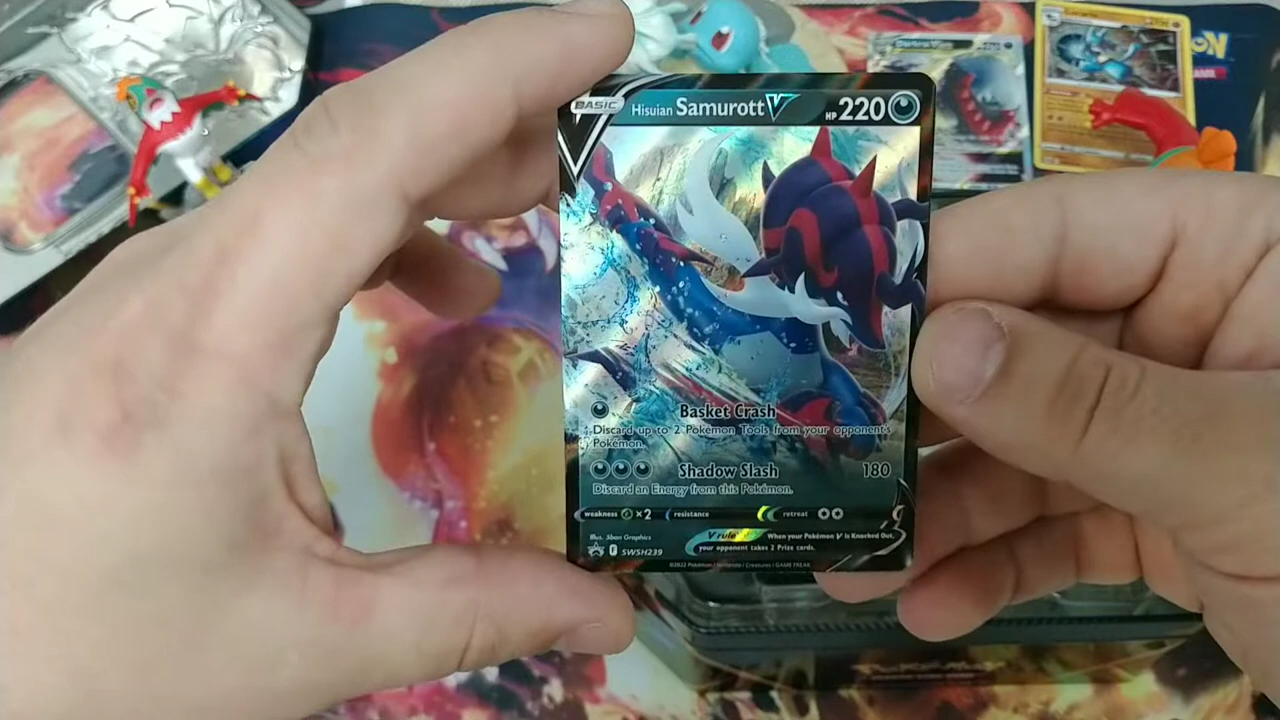 BASIC Hisuian Samurott V HP 220
Basket Crash
Discard up to 2 Pokémon Tools from your opponent's
Pokémon.
Shadow Slash 180
Discard an Energy from this Pokémon.
weakness ×2 resistance retreat
Illus. 5ban Graphics
V rule When your Pokémon V is Knocked Out,
your opponent takes 2 Prize cards.
SWSH239
©2022 Pokémon / Nintendo / Creatures / GAME FREAK